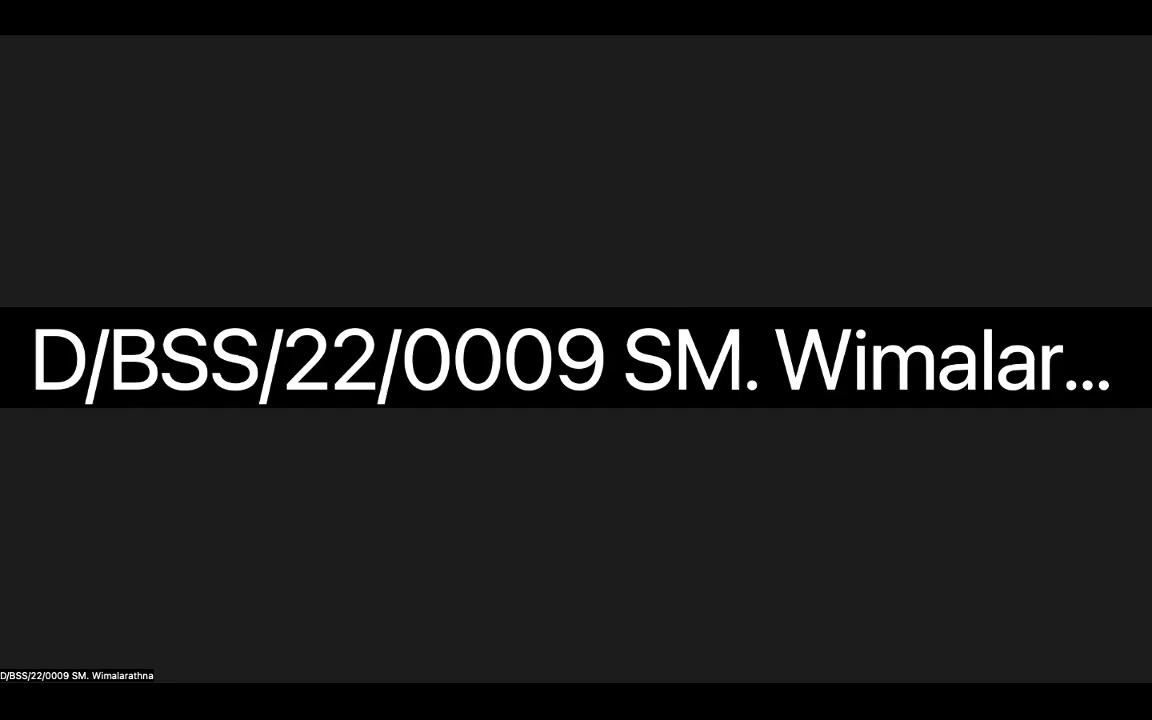 D/BSS/22/0009 SM. Wimalar...
D/BSS/22/0009 SM. Wimalarathna